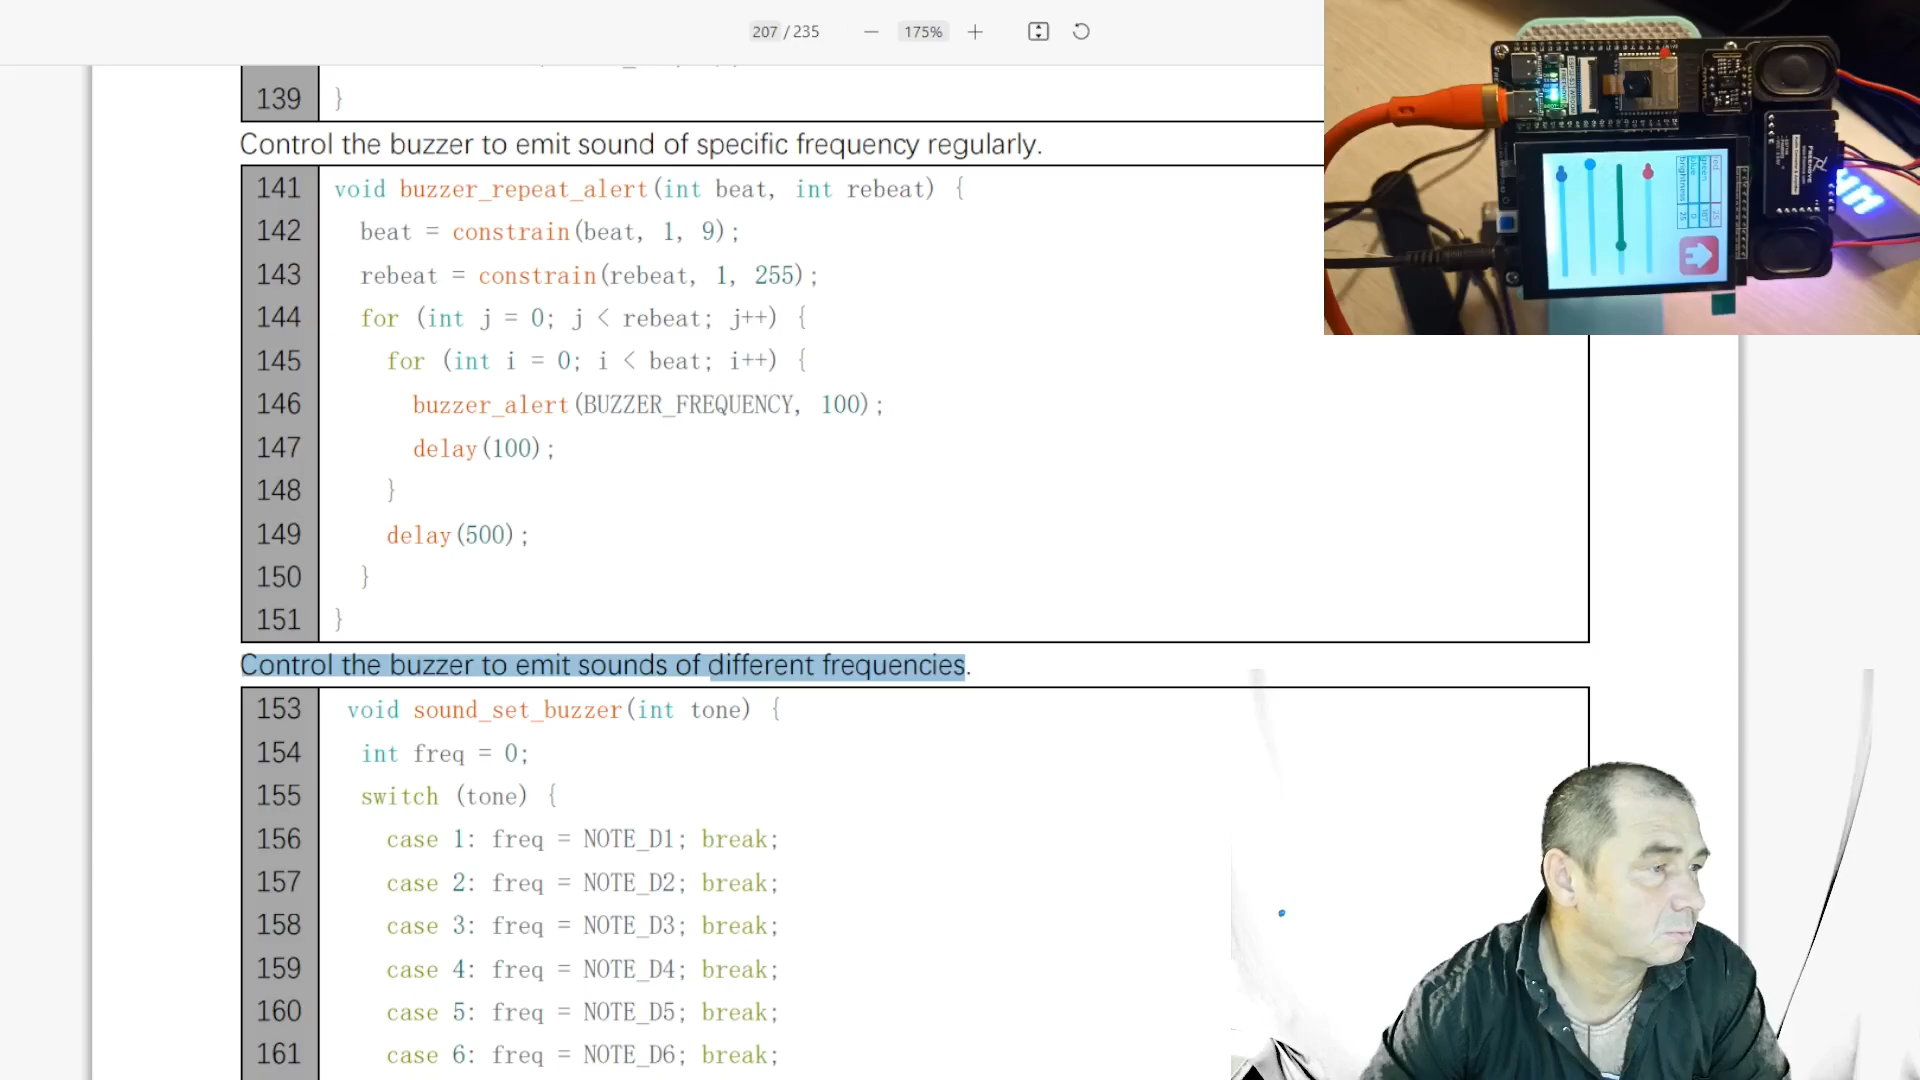 207 / 235
175%
139 }
Control the buzzer to emit sound of specific frequency regularly.
141 void buzzer_repeat_alert(int beat, int rebeat) {
142 beat = constrain(beat, 1, 9);
143 rebeat = constrain(rebeat, 1, 255);
144 for (int j = 0; j < rebeat; j++) {
145 for (int i = 0; i < beat; i++) {
146 buzzer_alert(BUZZER_FREQUENCY, 100);
147 delay(100);
148 }
149 delay(500);
150 }
151 }
Control the buzzer to emit sounds of different frequencies.
153 void sound_set_buzzer(int tone) {
154 int freq = 0;
155 switch (tone) {
156 case 1: freq = NOTE_D1; break;
157 case 2: freq = NOTE_D2; break;
158 case 3: freq = NOTE_D3; break;
159 case 4: freq = NOTE_D4; break;
160 case 5: freq = NOTE_D5; break;
161 case 6: freq = NOTE_D6; break;
red
green
blue
brightness